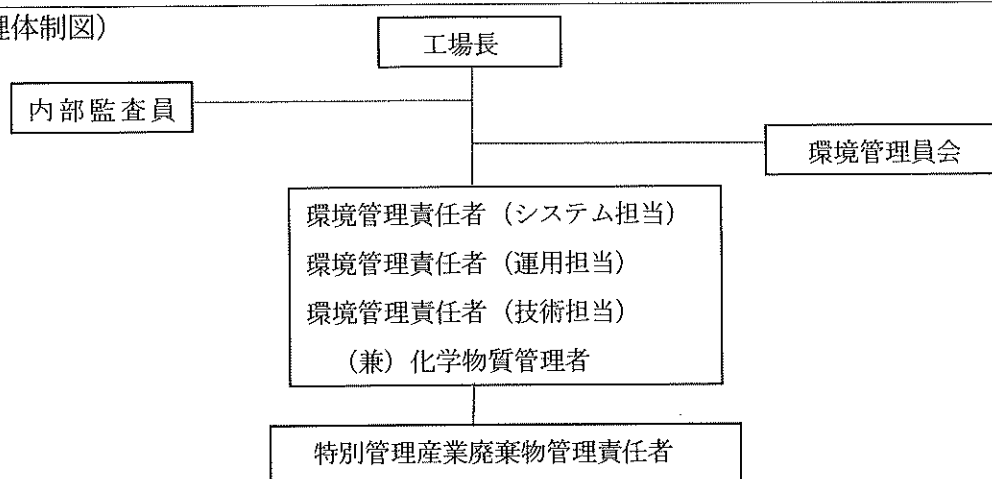 理体制図)
工場長
内部監査員
環境管理員会
環境管理責任者（システム担当）
環境管理責任者（運用担当）
環境管理責任者（技術担当）
（兼）化学物質管理者
特別管理産業廃棄物管理責任者